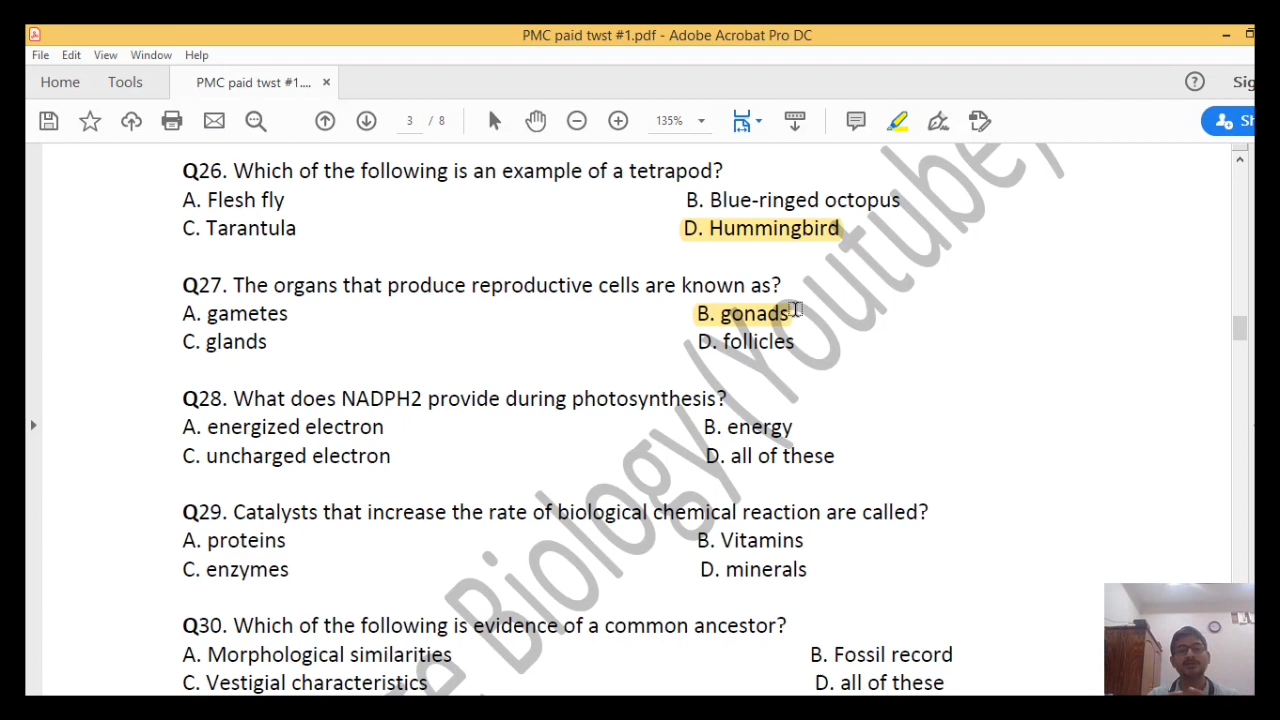 PMC paid twst #1.pdf - Adobe Acrobat Pro DC
File Edit View Window Help
Home Tools PMC paid twst #1.... × Sig
3 / 8 135% Sh
Q26. Which of the following is an example of a tetrapod?
A. Flesh fly B. Blue-ringed octopus
C. Tarantula D. Hummingbird
Q27. The organs that produce reproductive cells are known as?
A. gametes B. gonads
C. glands D. follicles
Q28. What does NADPH2 provide during photosynthesis?
A. energized electron B. energy
C. uncharged electron D. all of these
Q29. Catalysts that increase the rate of biological chemical reaction are called?
A. proteins B. Vitamins
C. enzymes D. minerals
Q30. Which of the following is evidence of a common ancestor?
A. Morphological similarities B. Fossil record
C. Vestigial characteristics D. all of these
Biology (Youtube)